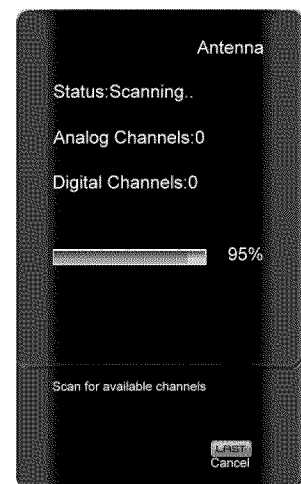 Antenna
Status:Scanning..
Analog Channels:0
Digital Channels:0
95%
Scan for available channels
LAST
Cancel